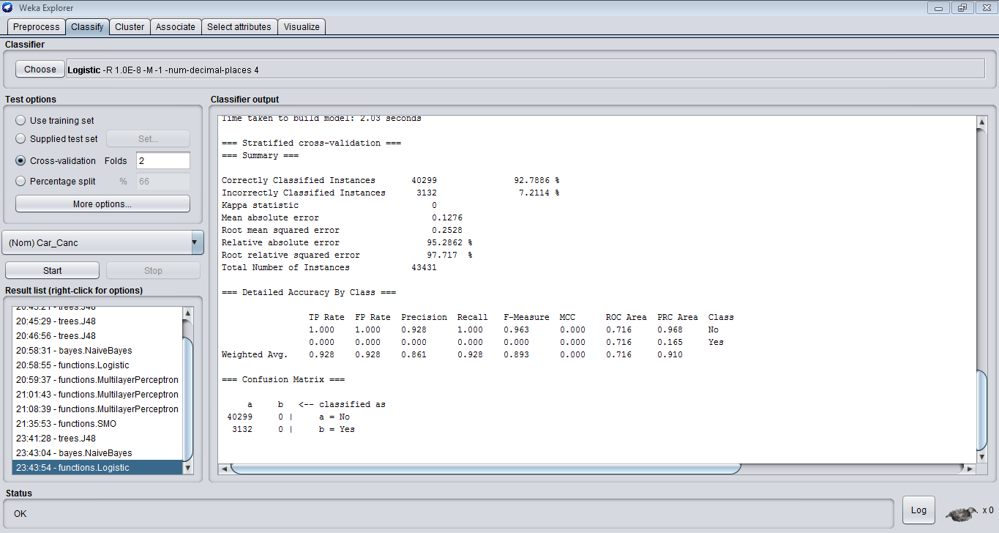 Weka Explorer
Preprocess Classify Cluster Associate Select attributes Visualize
Classifier
Choose Logistic -R 1.0E-8 -M -1 -num-decimal-places 4
Test options
Use training set
Supplied test set Set...
Cross-validation Folds 2
Percentage split % 66
More options...
(Nom) Car_Canc
Start Stop
Result list (right-click for options)
20:45:21 - trees.J48
20:45:29 - trees.J48
20:46:56 - trees.J48
20:58:31 - bayes.NaiveBayes
20:58:55 - functions.Logistic
20:59:37 - functions.MultilayerPerceptron
21:01:43 - functions.MultilayerPerceptron
21:08:39 - functions.MultilayerPerceptron
21:35:53 - functions.SMO
23:41:28 - trees.J48
23:43:04 - bayes.NaiveBayes
23:43:54 - functions.Logistic
Classifier output
Time taken to build model: 2.03 seconds
=== Stratified cross-validation ===
=== Summary ===
Correctly Classified Instances 40299 92.7886 %
Incorrectly Classified Instances 3132 7.2114 %
Kappa statistic 0
Mean absolute error 0.1276
Root mean squared error 0.2528
Relative absolute error 95.2862 %
Root relative squared error 97.717 %
Total Number of Instances 43431
=== Detailed Accuracy By Class ===
TP Rate FP Rate Precision Recall F-Measure MCC ROC Area PRC Area Class
1.000 1.000 0.928 1.000 0.963 0.000 0.716 0.968 No
0.000 0.000 0.000 0.000 0.000 0.000 0.716 0.165 Yes
Weighted Avg. 0.928 0.928 0.861 0.928 0.893 0.000 0.716 0.910
=== Confusion Matrix ===
a b <-- classified as
40299 0 | a = No
3132 0 | b = Yes
Status
OK
Log x 0